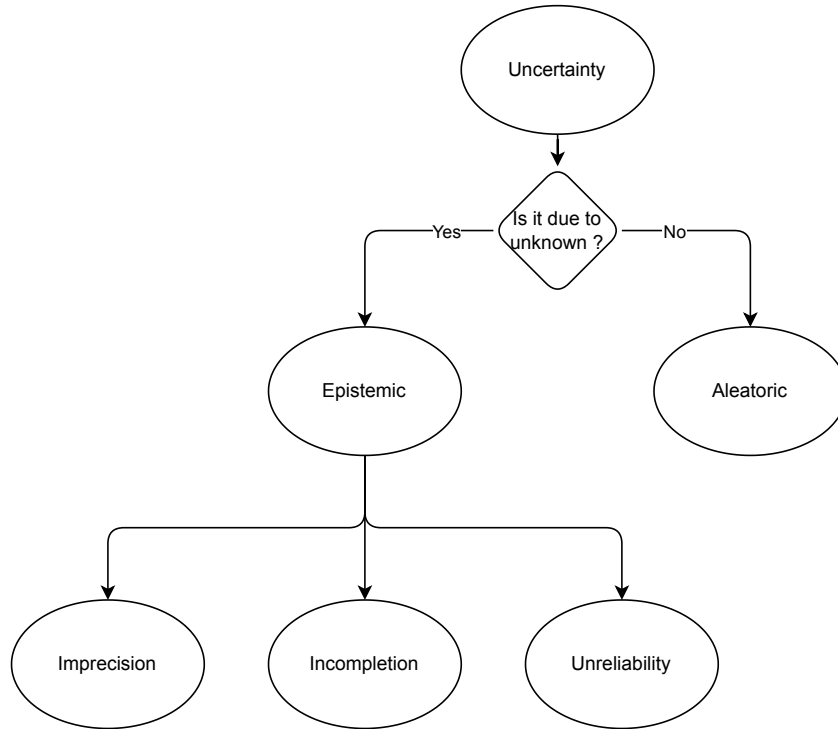 Uncertainty
Is it due to
unknown ?
Yes
No
Epistemic
Aleatoric
Imprecision
Incompletion
Unreliability